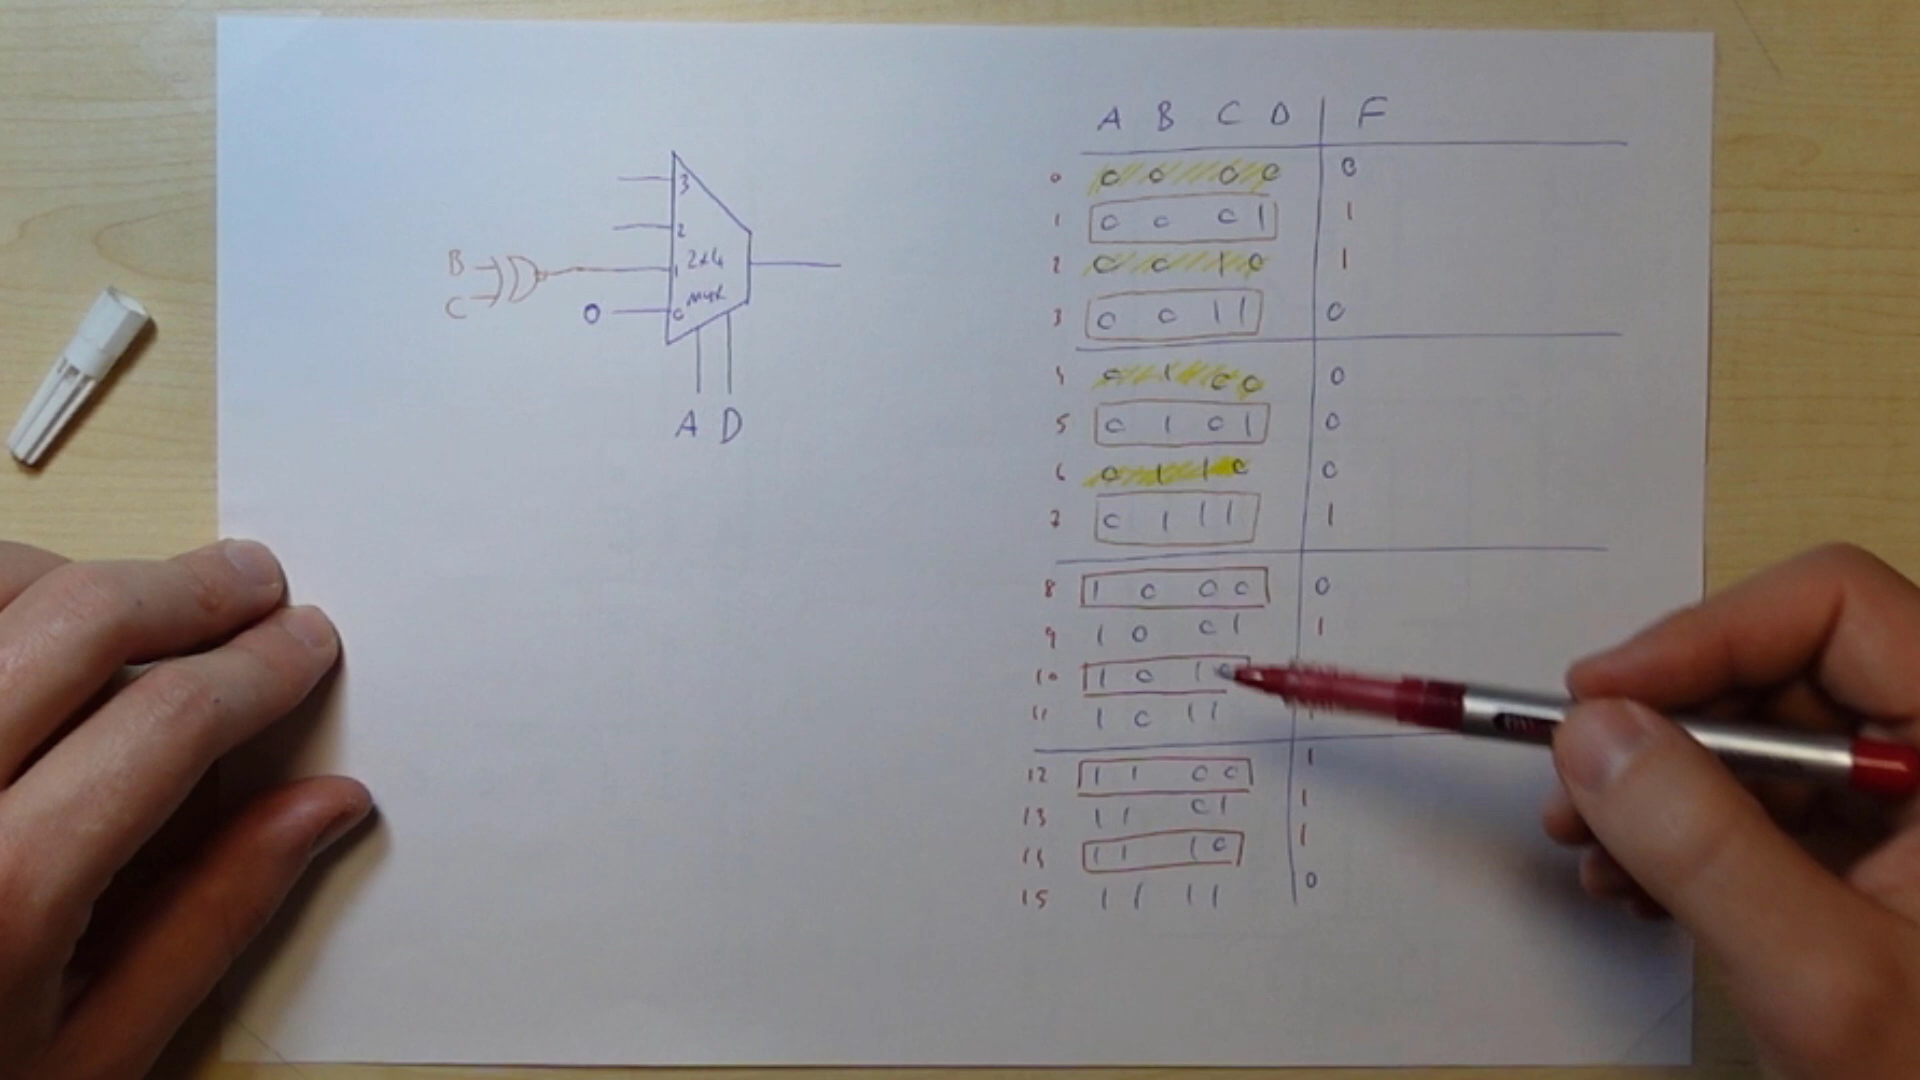 A B C D F
0 0 0 0 0 0
1 0 0 0 1 1
2 0 0 1 0 1
3 0 0 1 1 0
4 0 1 0 0 0
5 0 1 0 1 0
6 0 1 1 0 0
7 0 1 1 1 1
8 1 0 0 0 0
9 1 0 0 1 1
10 1 0 1
11 1 0 1 1
12 1 1 0 0 1
13 1 1 0 1 1
14 1 1 1 0 1
15 1 1 1 1 0
3
2
B 1 2x4
C 0 0 MUX
A D